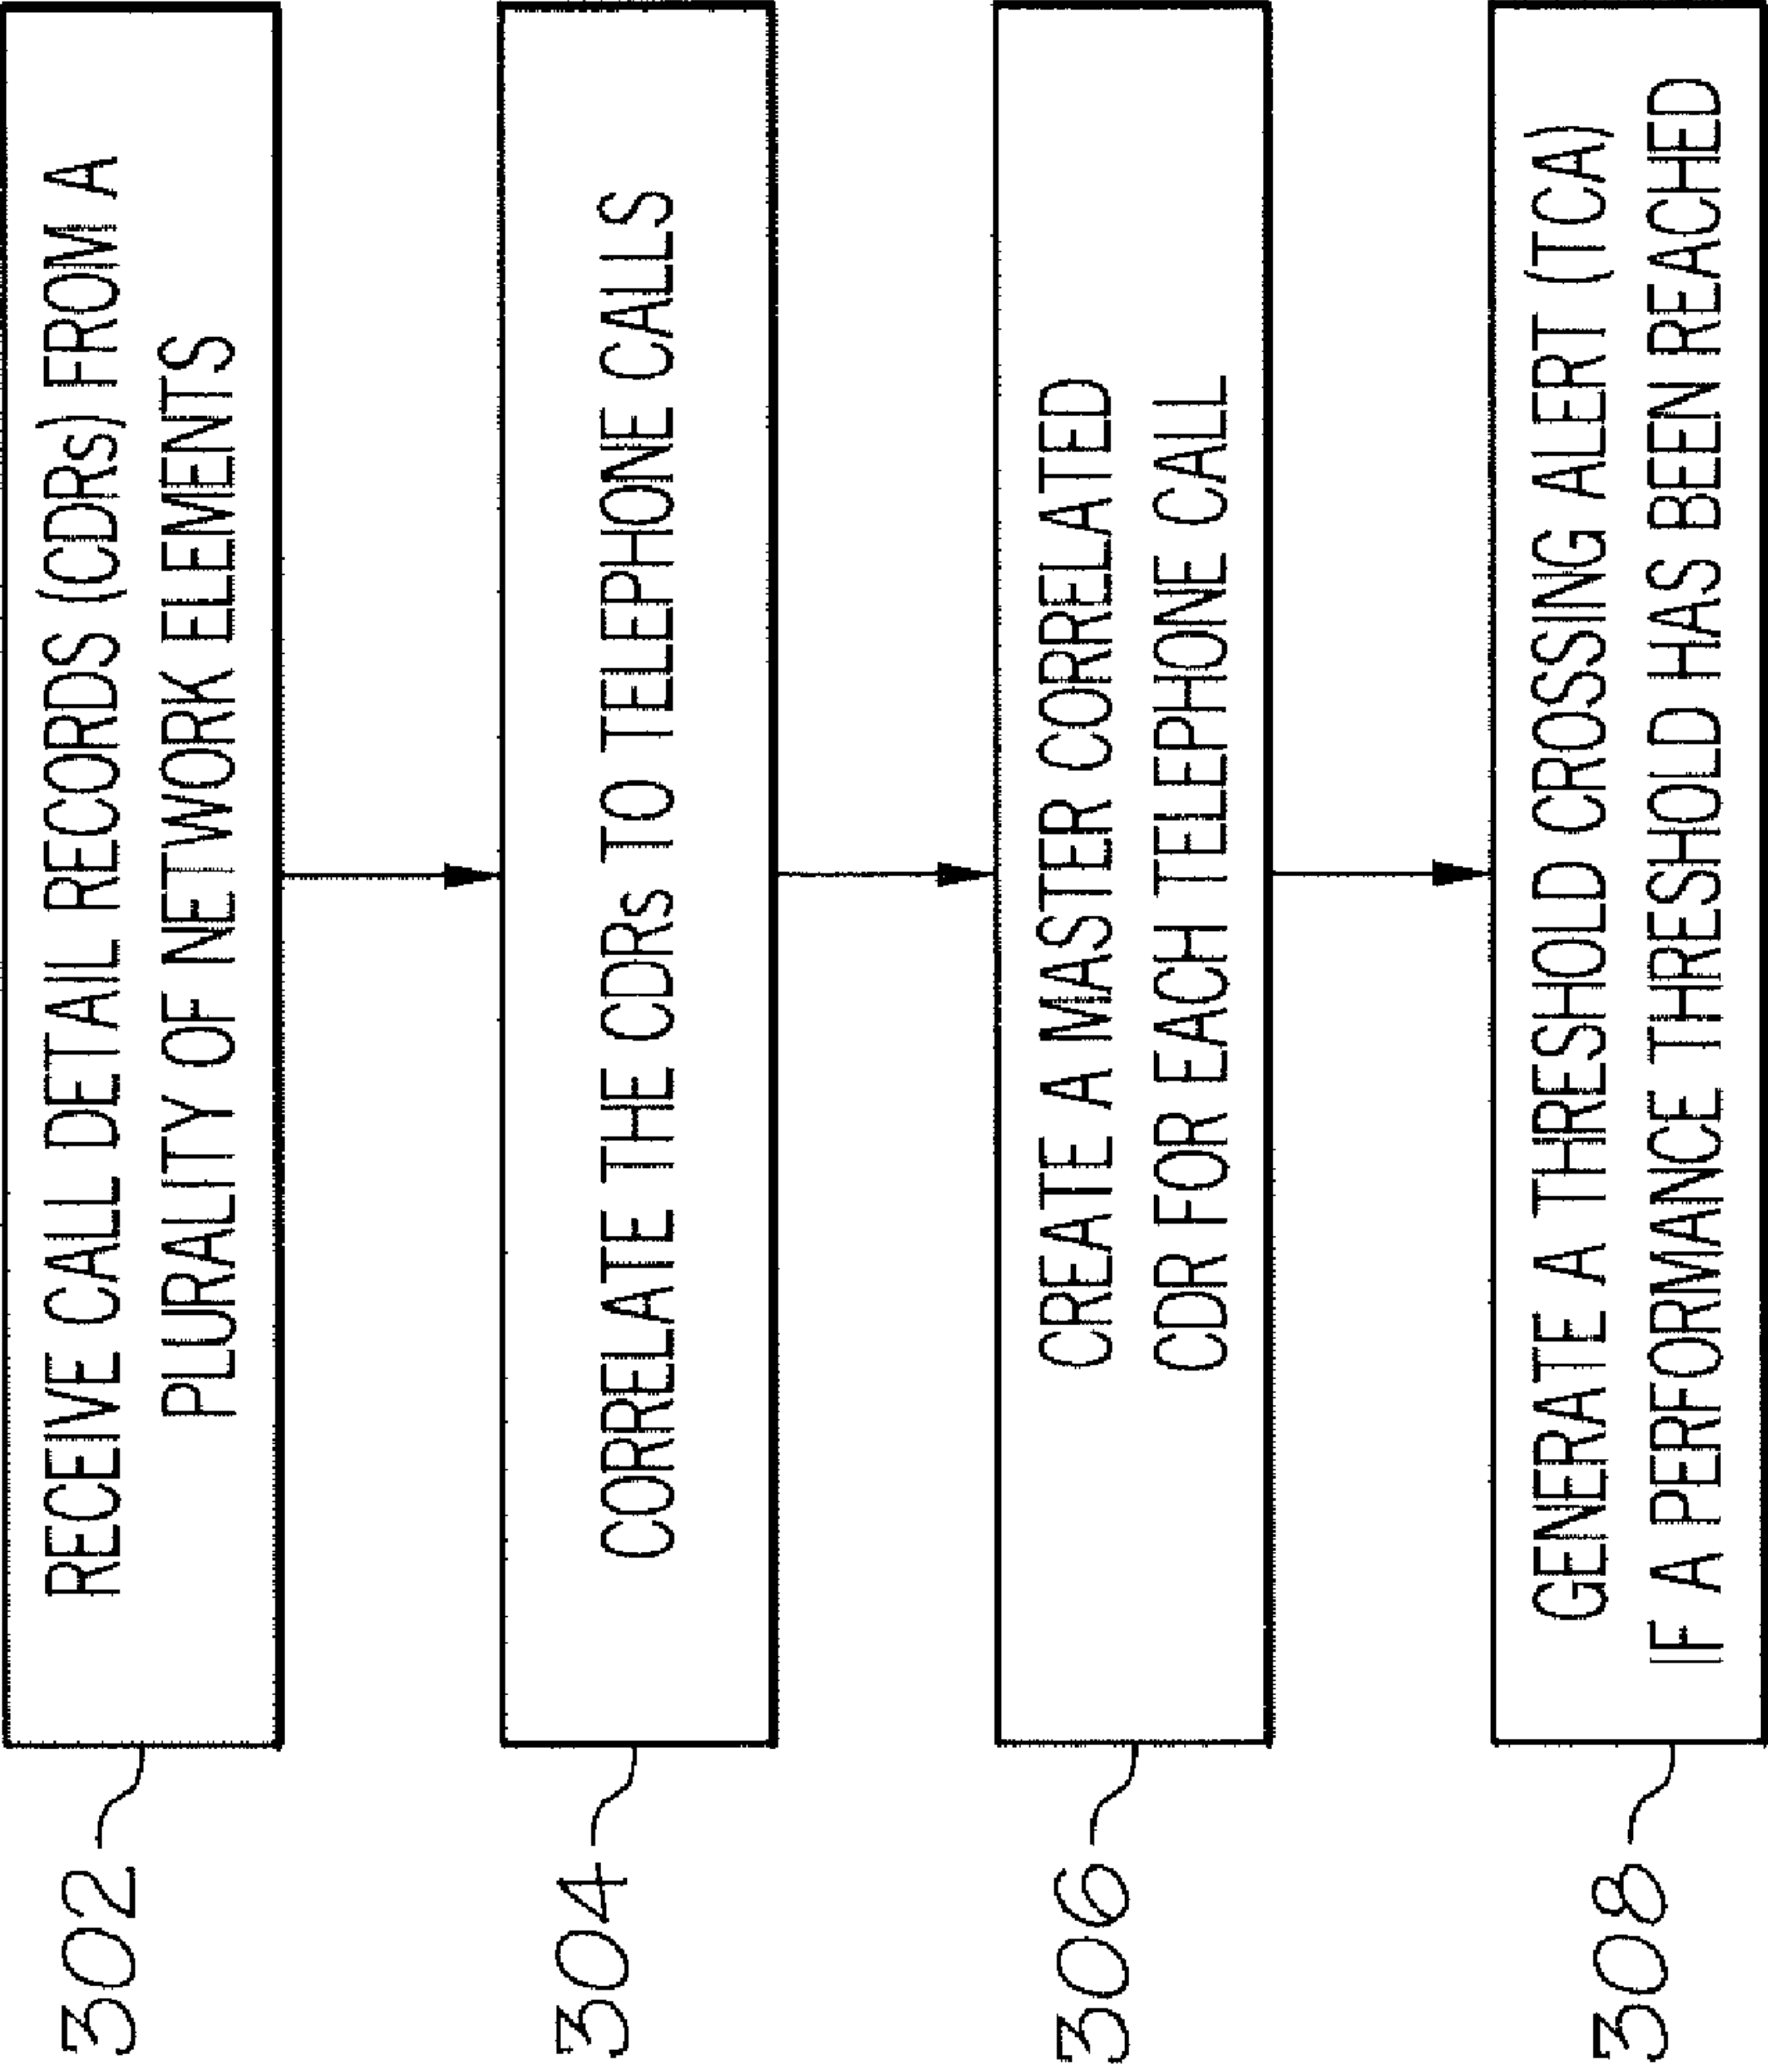 302
RECEIVE CALL DETAIL RECORDS (CDRs) FROM A
PLURALITY OF NETWORK ELEMENTS
304
CORRELATE THE CDRs TO TELEPHONE CALLS
306
CREATE A MASTER CORRELATED
CDR FOR EACH TELEPHONE CALL
308
GENERATE A THRESHOLD CROSSING ALERT (TCA)
IF A PERFORMANCE THRESHOLD HAS BEEN REACHED